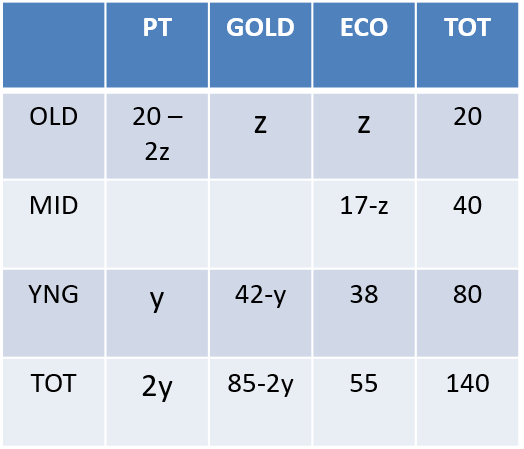 PT GOLD ECO TOT
OLD 20 – 2z z z 20
MID 17-z 40
YNG y 42-y 38 80
TOT 2y 85-2y 55 140